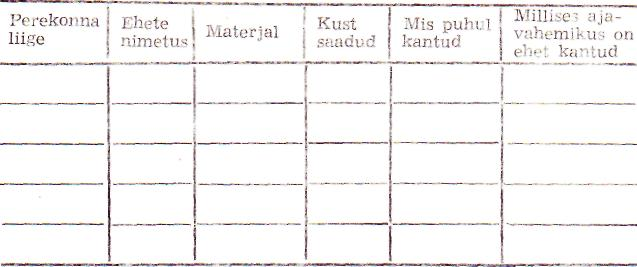 Perekonna
liige
Ehete
nimetus
Materjal
Kust
saadud
Mis puhul
kantud
Millises aja-
vahemikus on
ehet kantud